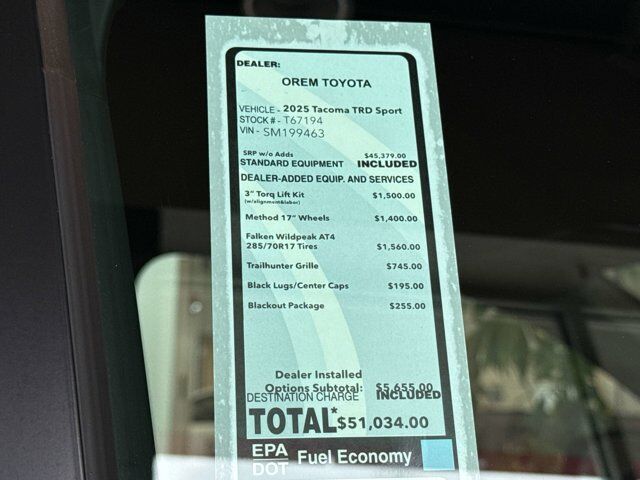 DEALER:
OREM TOYOTA
VEHICLE - 2025 Tacoma TRD Sport
STOCK # - T67194
VIN - SM199463
SRP w/o Adds $45,379.00
STANDARD EQUIPMENT INCLUDED
DEALER-ADDED EQUIP. AND SERVICES
3" Torq Lift Kit $1,500.00
(w/alignment&labor)
Method 17" Wheels $1,400.00
Falken Wildpeak AT4
285/70R17 Tires $1,560.00
Trailhunter Grille $745.00
Black Lugs/Center Caps $195.00
Blackout Package $255.00
Dealer Installed
Options Subtotal: $5,655.00
DESTINATION CHARGE INCLUDED
TOTAL* $51,034.00
EPA
DOT Fuel Economy